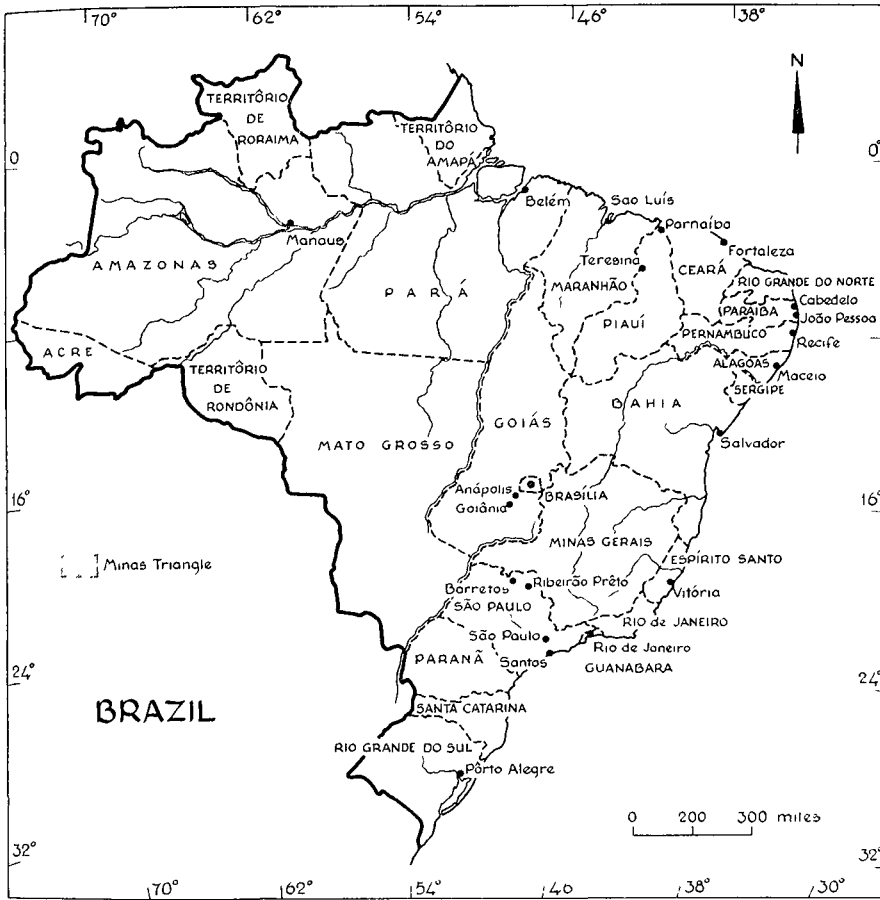 70° 62° 54° 46° 38°
N
TERRITÔRIO
DE
RORAIMA
TERRITÔRIO
DO
AMAPÁ
0 0°
Belém
Sao Luís
Parnaíba
Manaus
Fortaleza
AMAZONAS
Teresina
CEARÁ
RIO GRANDE DO NORTE
PARÁ
MARANHÃO
Cabedelo
PARAIBA
João Pessoa
PIAUÍ
PERNAMBUCO
Recife
ACRE
ALAGOAS
Maceio
TERRITÔRIO
DE
RONDÔNIA
SERGIPE
BAHIA
GOIÁS
MATO GROSSO
Salvador
Anápolis
BRASÍLIA
Goiânia
16° 16°
MINAS GERAIS
ESPÍRITO SANTO
Minas Triangle
Barretos
Ribeirão Prêto
Vitória
SÃO PAULO
RIO de JANEIRO
São Paulo
Rio de Janeiro
PARANÃ
Santos
GUANABARA
24° 24°
BRAZIL
SANTA CATARINA
RIO GRANDE DO SUL
Pôrto Alegre
0 200 300 miles
32° 32°
70° 62° 54° 46° 38° 30°